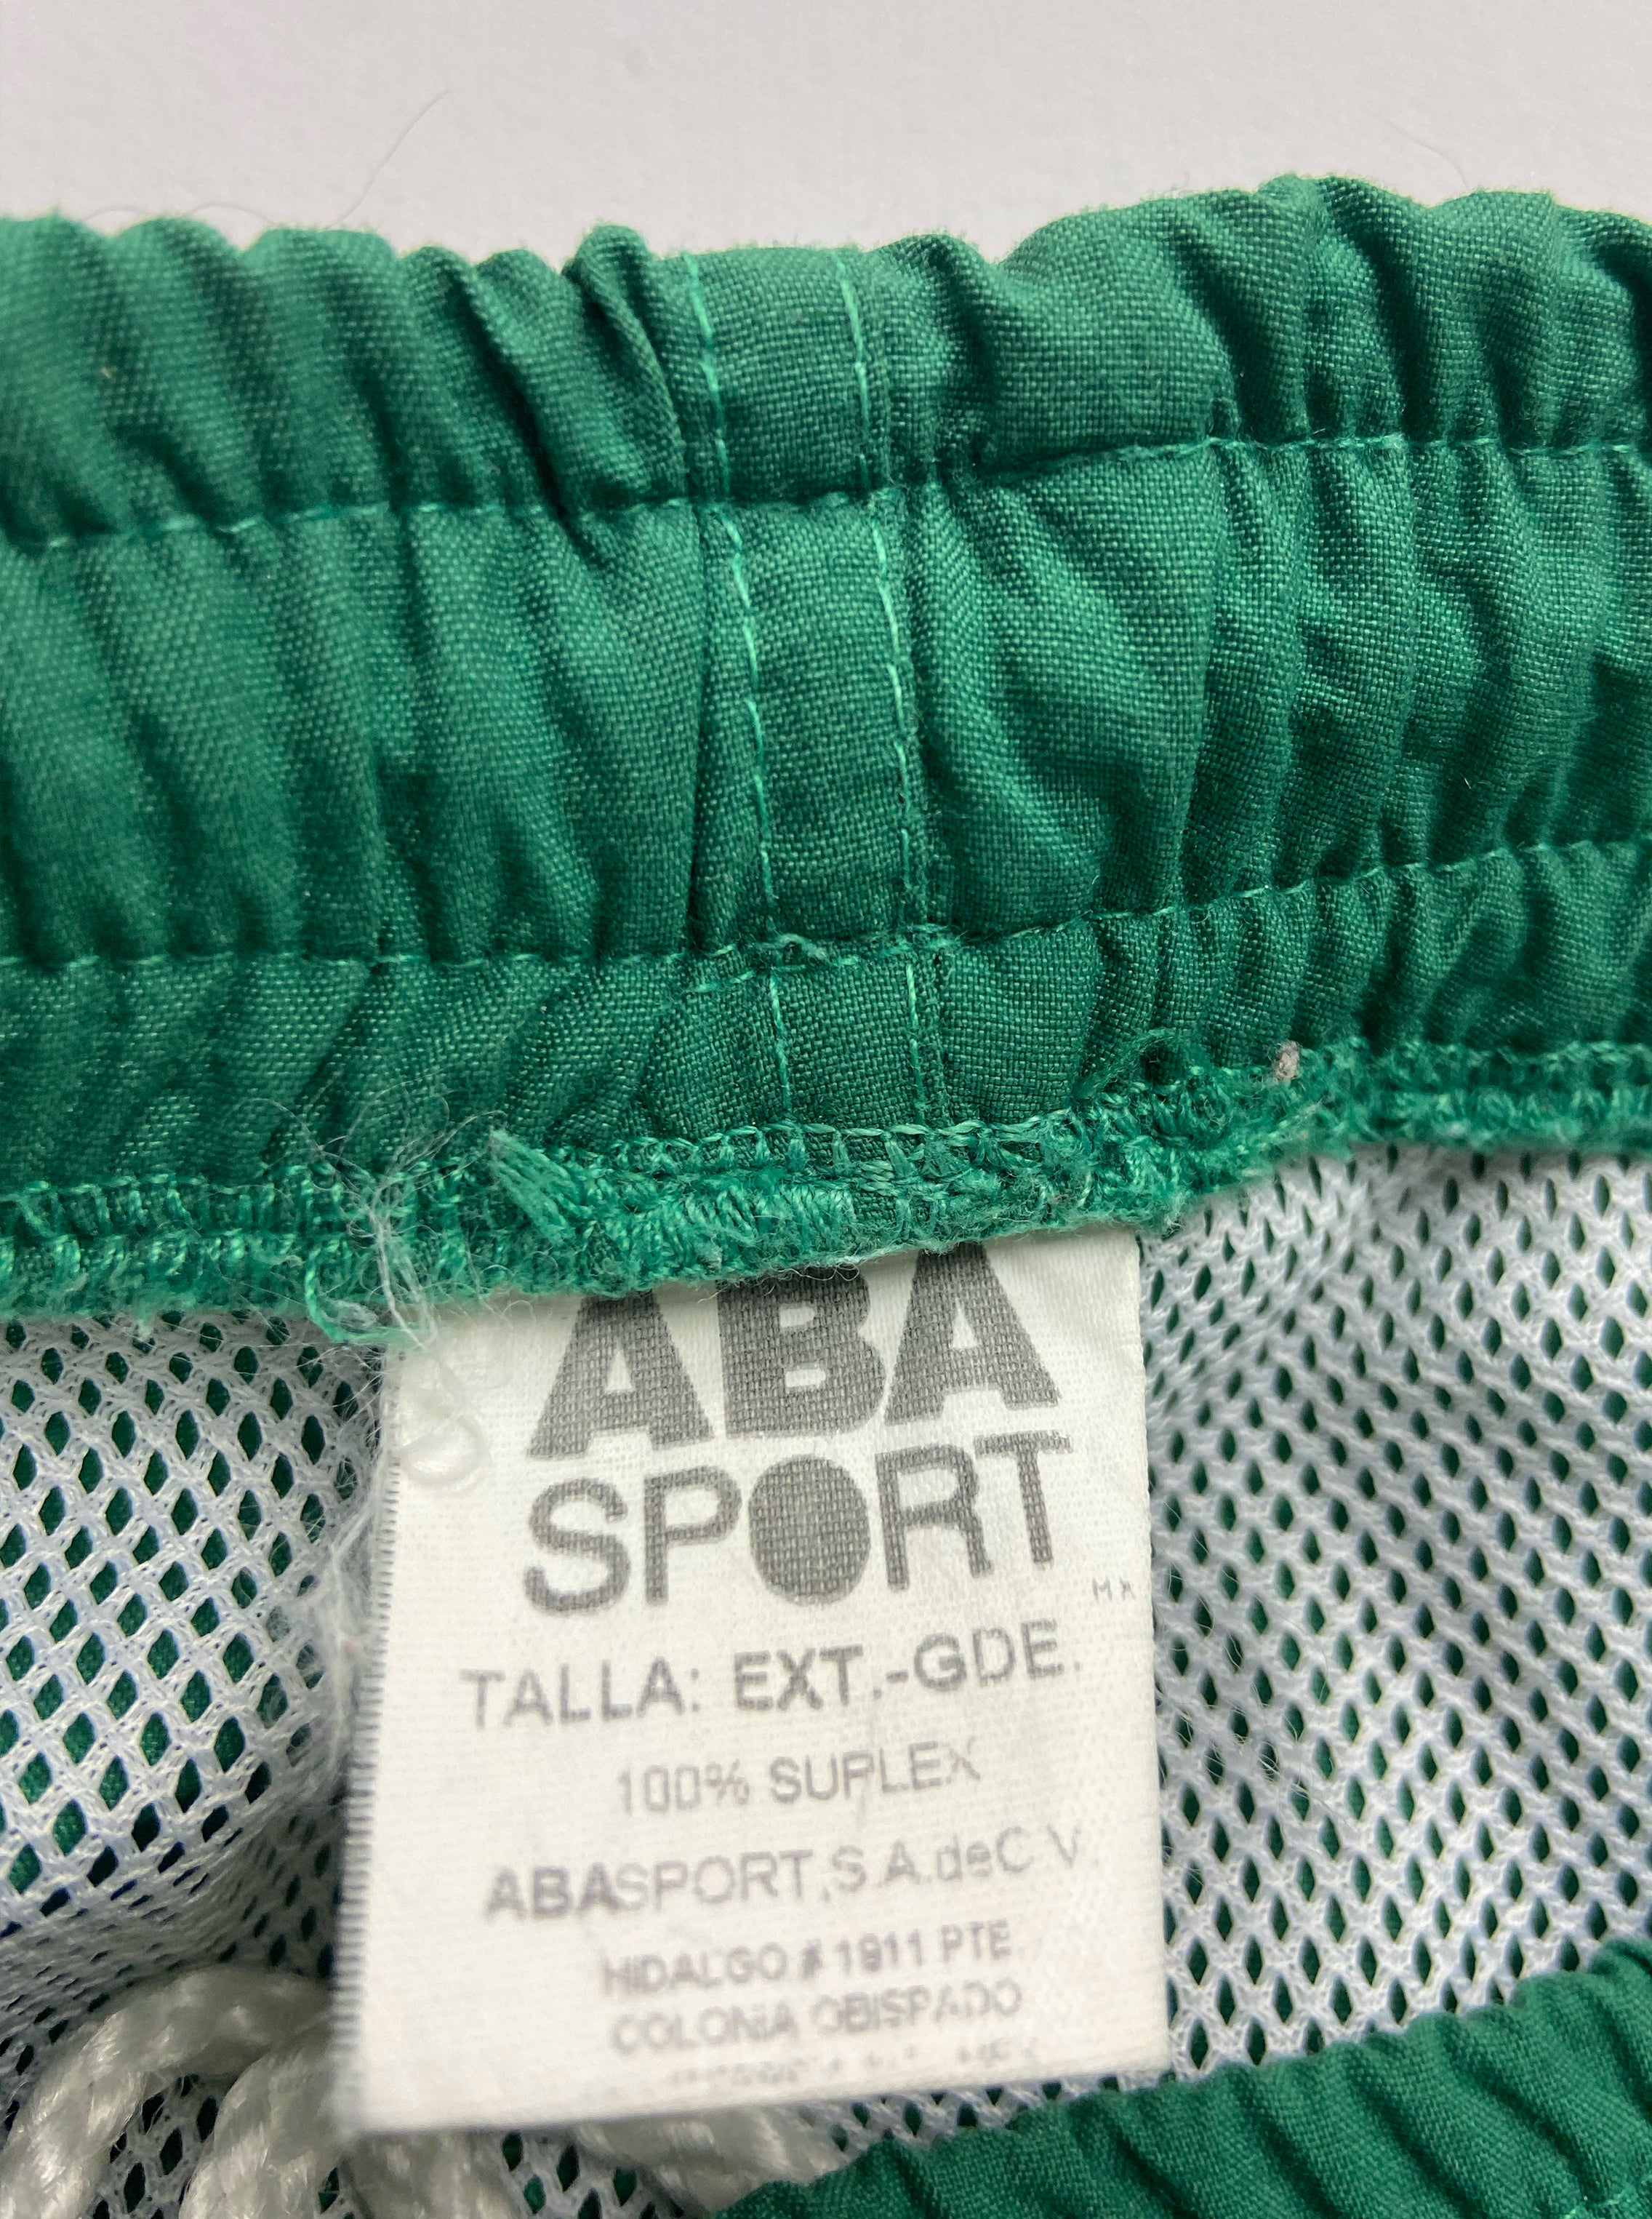 ABA
SPORT
MR
TALLA: EXT.-GDE.
100% SUPLEX
ABASPORT,S.A.deC.V.
HIDALGO # 1911 PTE.
COLONIA OBISPADO